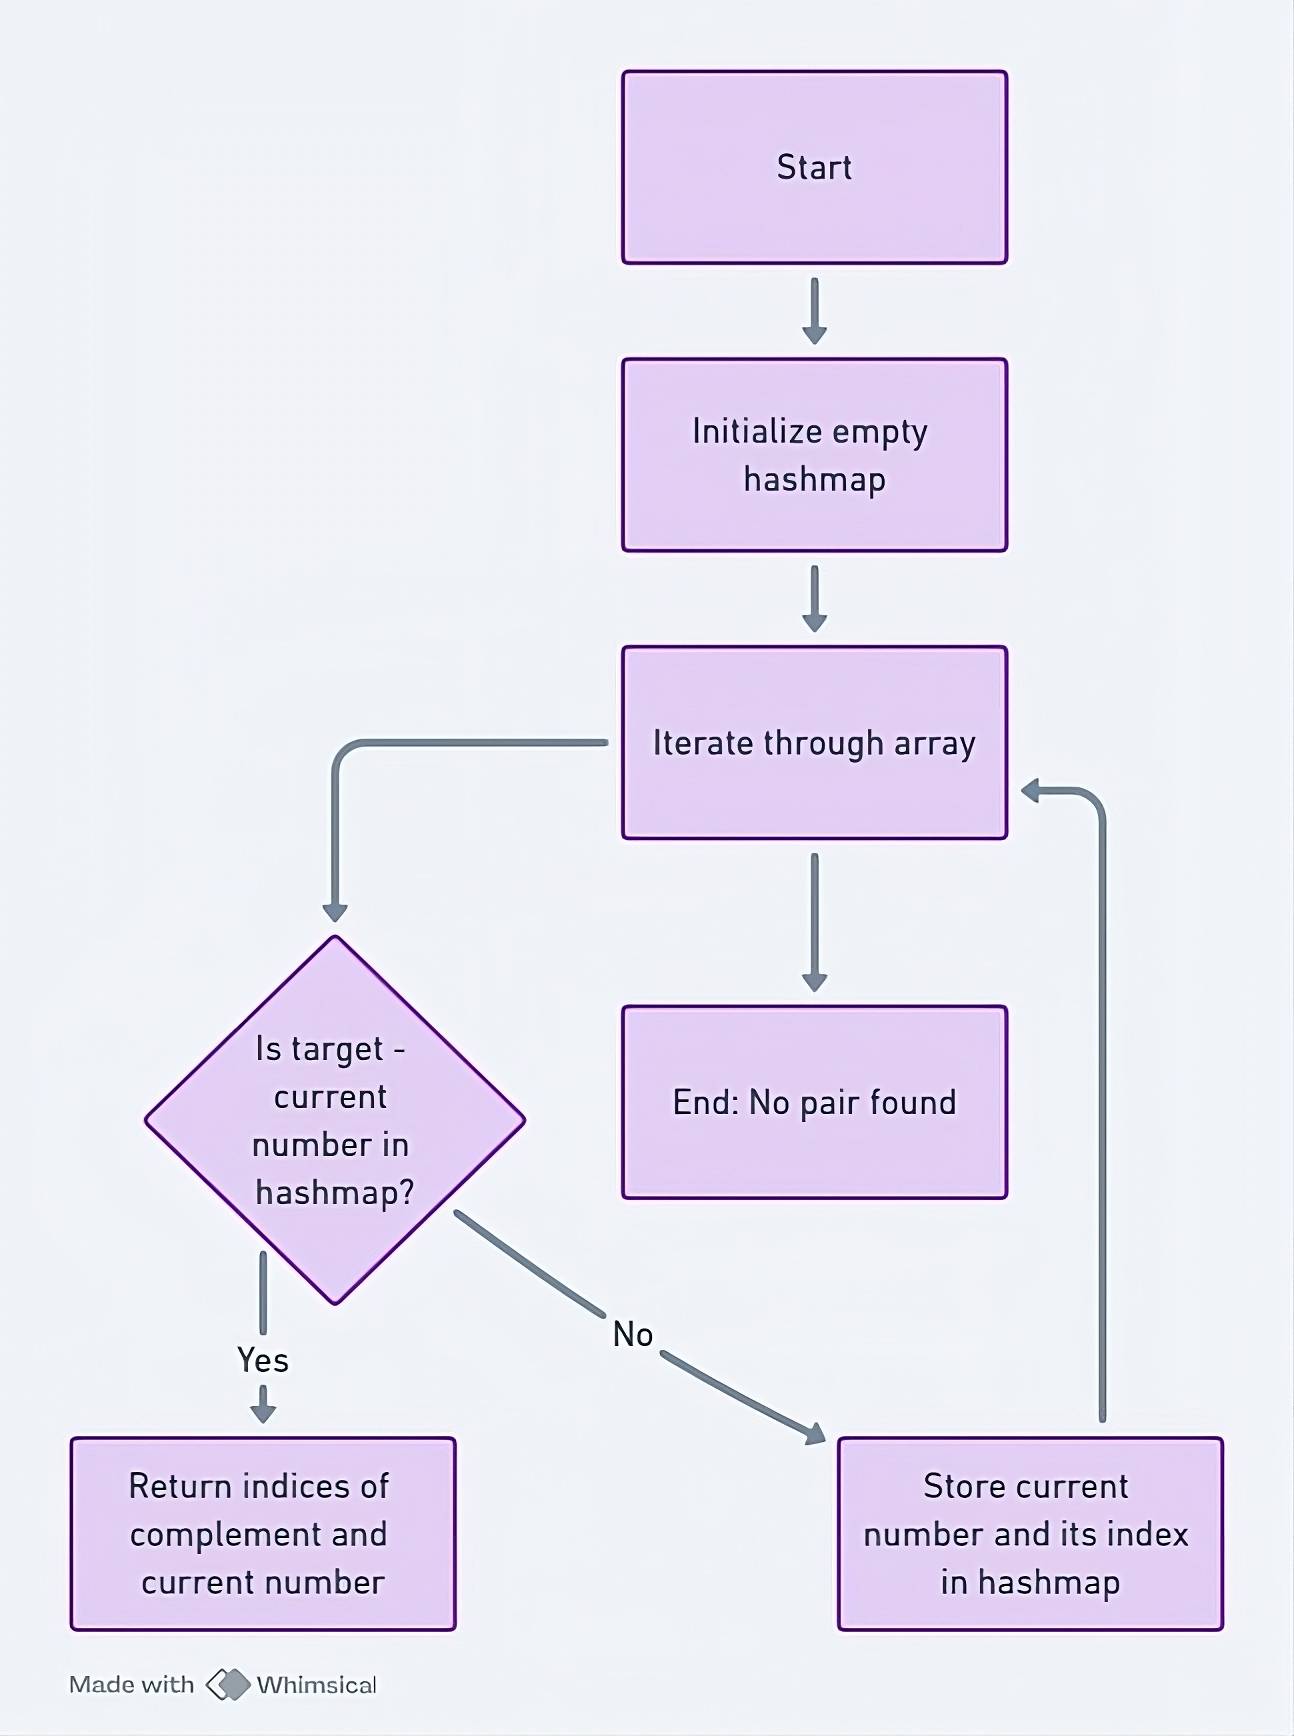 Start
Initialize empty
hashmap
Iterate through array
Is target -
current
number in
hashmap?
End: No pair found
No
Yes
Return indices of
complement and
current number
Store current
number and its index
in hashmap
Made with Whimsical